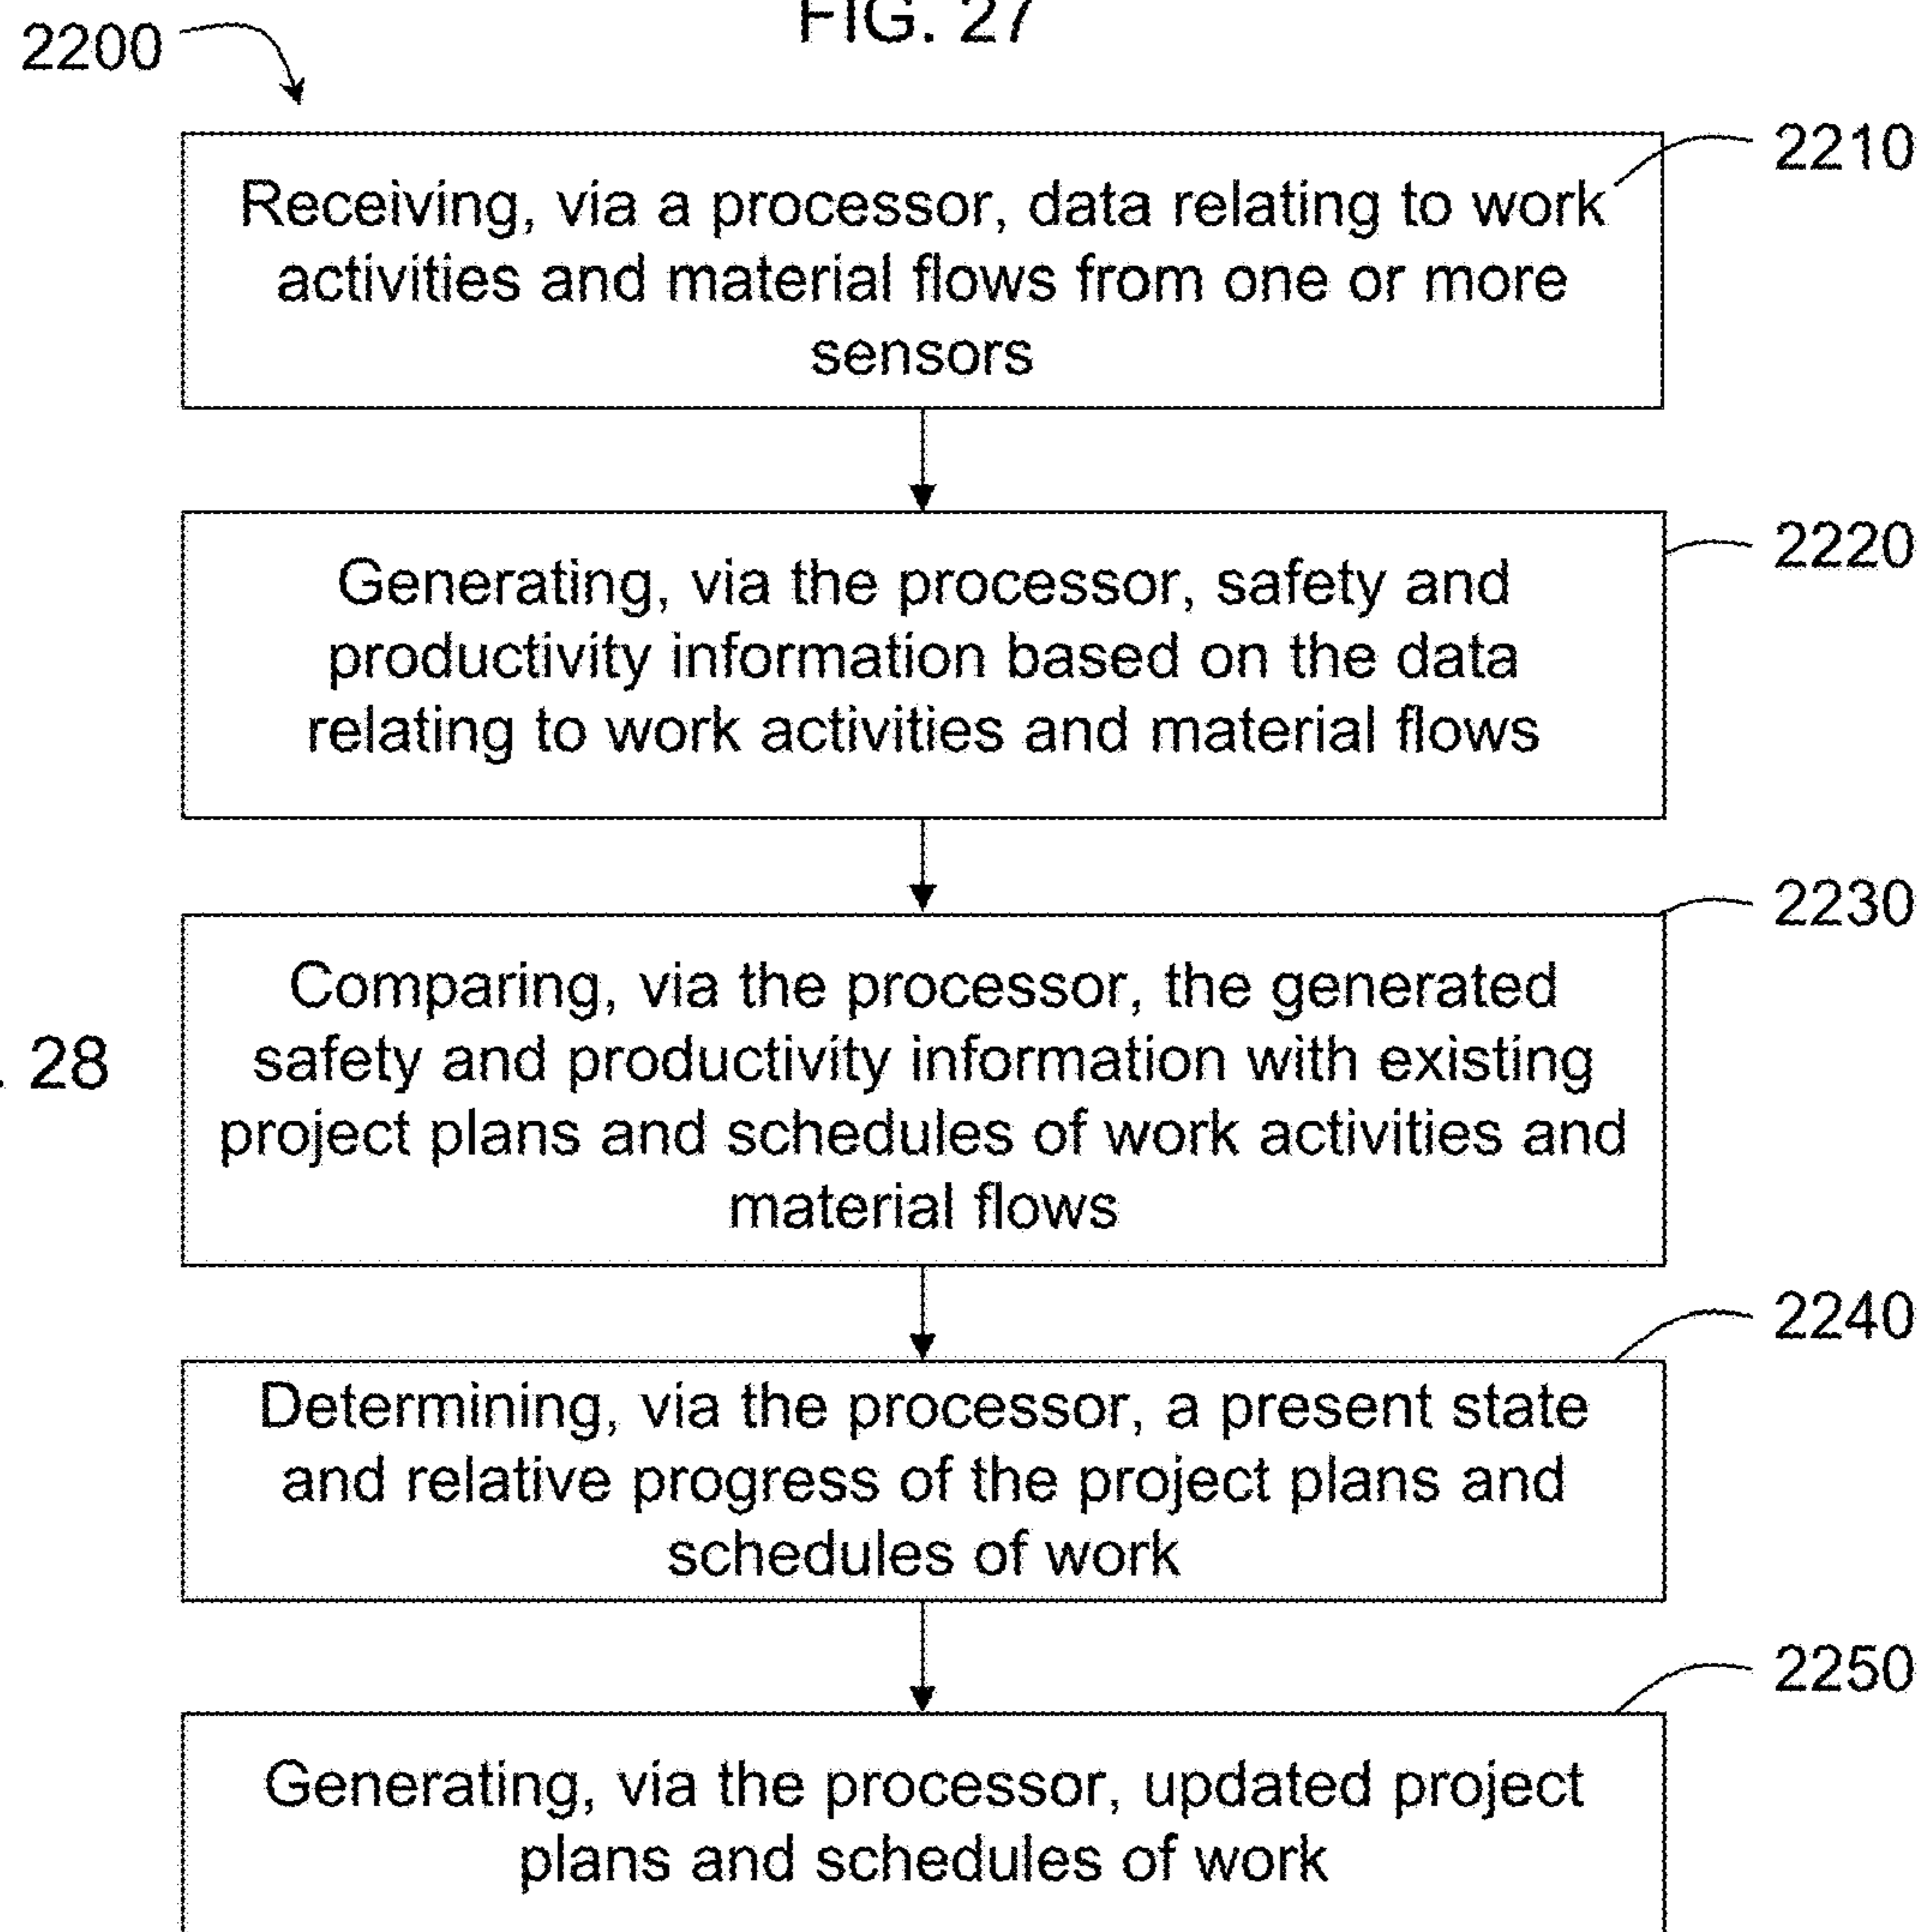 FIG. 27
2200
2210
Receiving, via a processor, data relating to work
activities and material flows from one or more
sensors
2220
Generating, via the processor, safety and
productivity information based on the data
relating to work activities and material flows
2230
Comparing, via the processor, the generated
safety and productivity information with existing
project plans and schedules of work activities and
material flows
. 28
2240
Determining, via the processor, a present state
and relative progress of the project plans and
schedules of work
2250
Generating, via the processor, updated project
plans and schedules of work